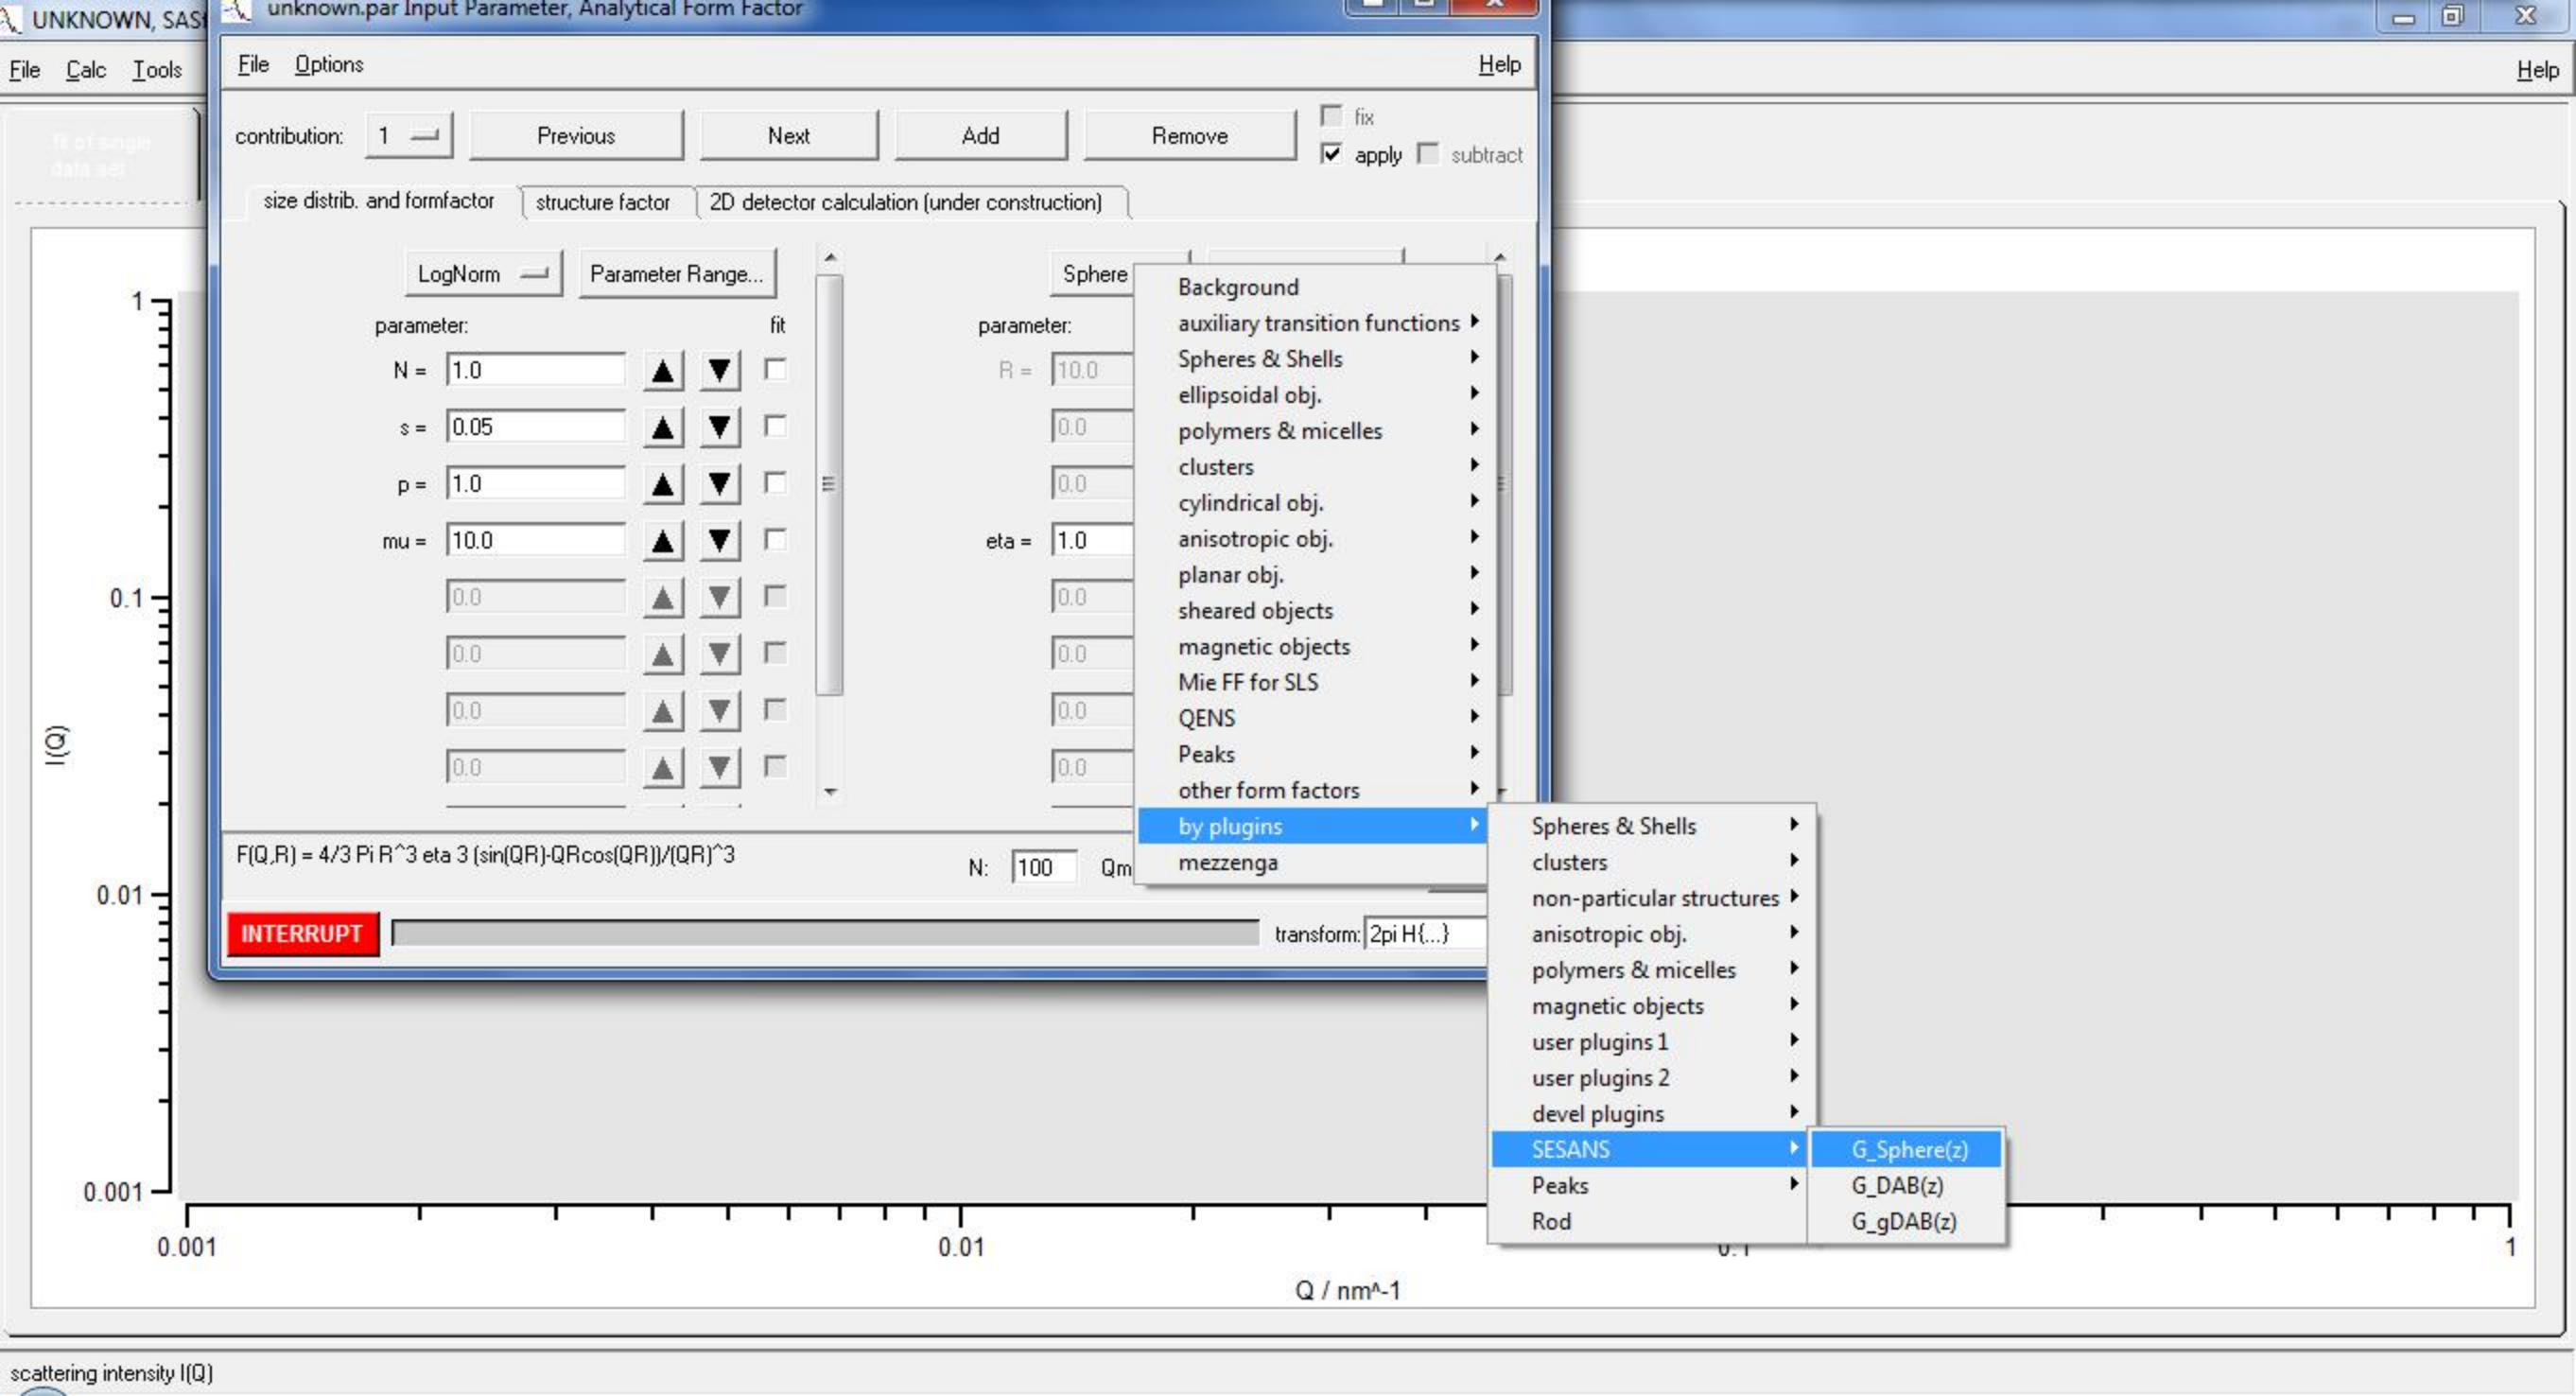 UNKNOWN, SAS
unknown.par Input Parameter, Analytical Form Factor
File Calc Tools
Help
File Options
Help
contribution: 1 Previous Next Add Remove
fix
apply subtract
fit of single
data set
size distrib. and formfactor
structure factor
2D detector calculation (under construction)
LogNorm
Parameter Range...
parameter:
fit
N = 1.0
s = 0.05
p = 1.0
mu = 10.0
0.0
0.0
0.0
0.0
Sphere
parameter:
R = 10.0
0.0
0.0
eta = 1.0
0.0
0.0
0.0
0.0
Background
auxiliary transition functions
Spheres & Shells
ellipsoidal obj.
polymers & micelles
clusters
cylindrical obj.
anisotropic obj.
planar obj.
sheared objects
magnetic objects
Mie FF for SLS
QENS
Peaks
other form factors
by plugins
mezzenga
Spheres & Shells
clusters
non-particular structures
anisotropic obj.
polymers & micelles
magnetic objects
user plugins 1
user plugins 2
devel plugins
SESANS
Peaks
Rod
G_Sphere(z)
G_DAB(z)
G_gDAB(z)
F(Q,R) = 4/3 Pi R^3 eta 3 (sin(QR)-QRcos(QR))/(QR)^3
N: 100 Qm
INTERRUPT
transform: 2pi H{...}
1
0.1
0.01
0.001
I(Q)
0.001 0.01 0.1 1
Q / nm^-1
scattering intensity I(Q)